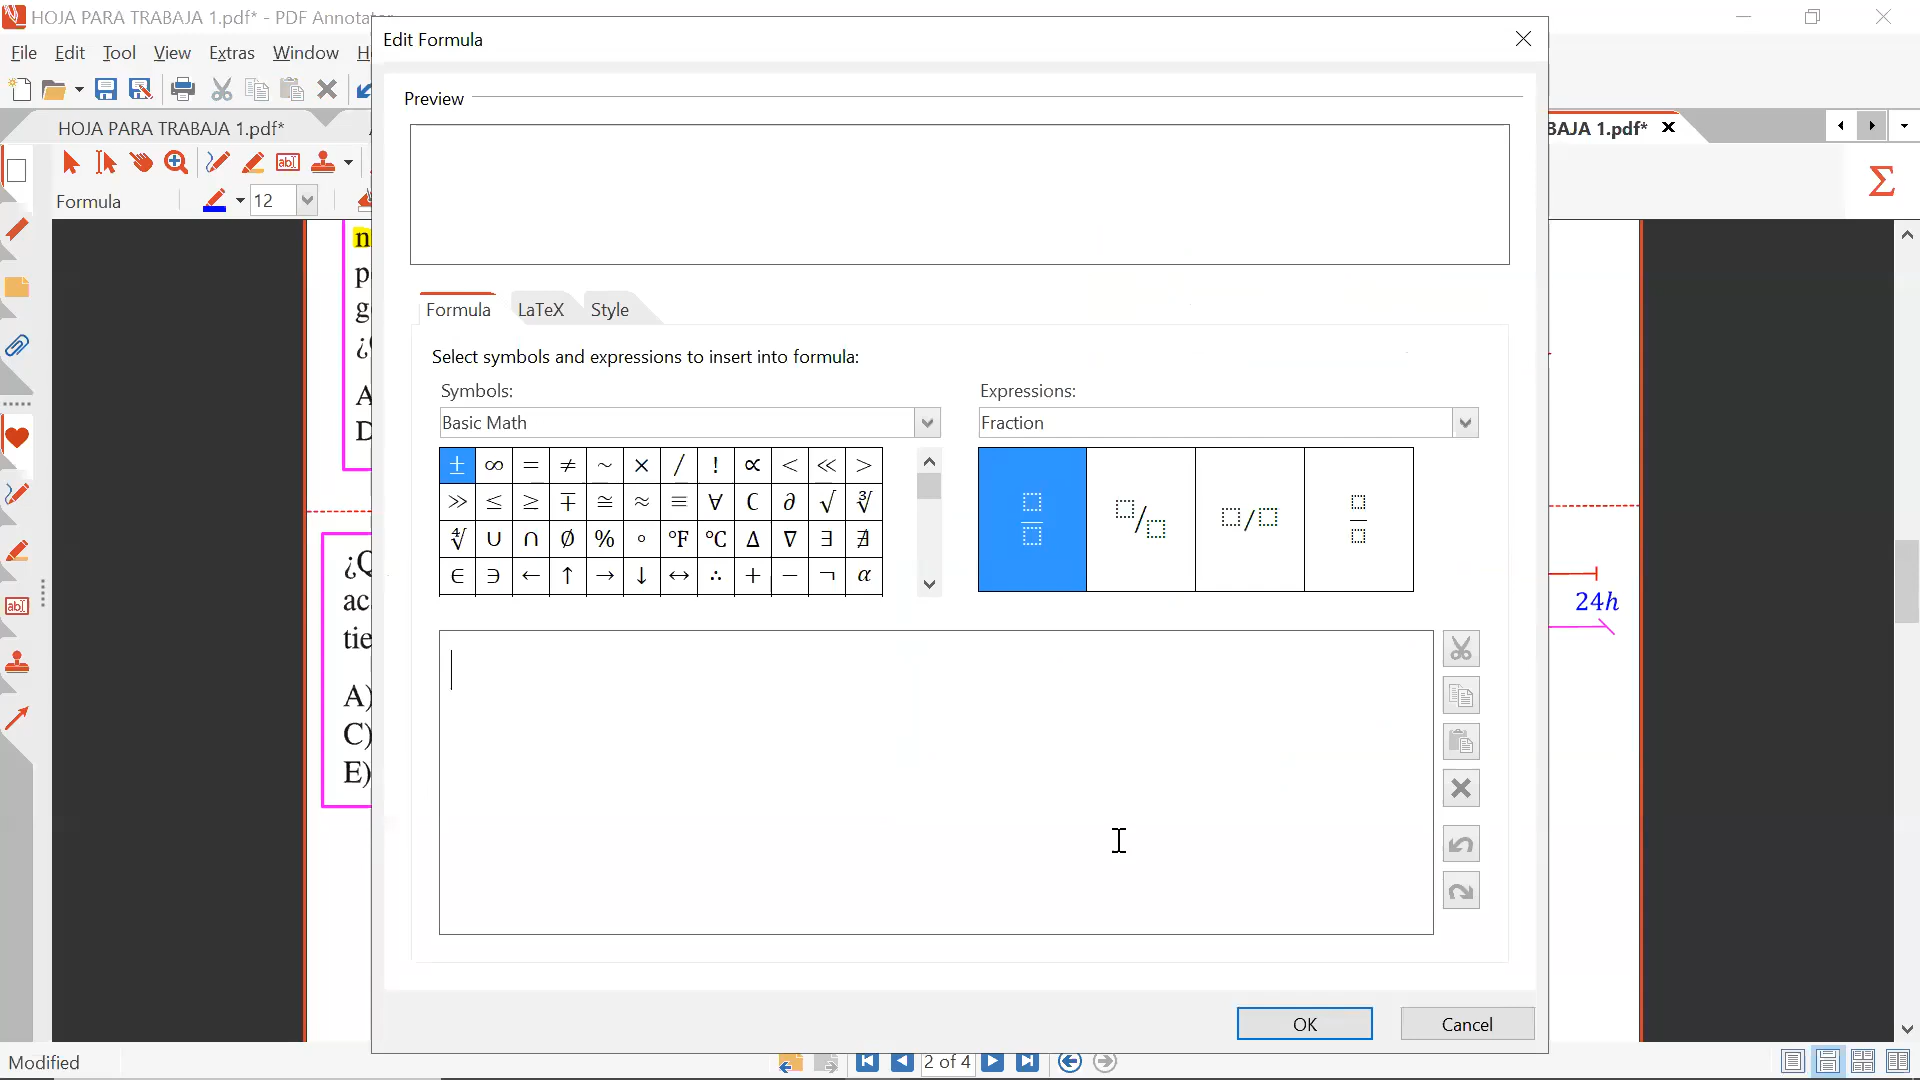 HOJA PARA TRABAJA 1.pdf* - PDF Annotator
File Edit Tool View Extras Window
HOJA PARA TRABAJA 1.pdf*
BAJA 1.pdf*
Formula
12
Edit Formula
Preview
Formula LaTeX Style
Select symbols and expressions to insert into formula:
Symbols: Expressions:
Basic Math Fraction
± ∞ = ≠ ~ × / ! ∝ < ≪ >
≫ ≤ ≥ ∓ ≅ ≈ ≡ ∀ C ∂ √ ∛
∜ ∪ ∩ ∅ % ° °F °C ∆ ∇ ∃ ∄
∈ ∋ ← ↑ → ↓ ↔ ∴ + − ¬ α
n
p
g
A
D
¿Q
ac
tie
A)
C)
E)
24h
OK Cancel
Modified
2 of 4